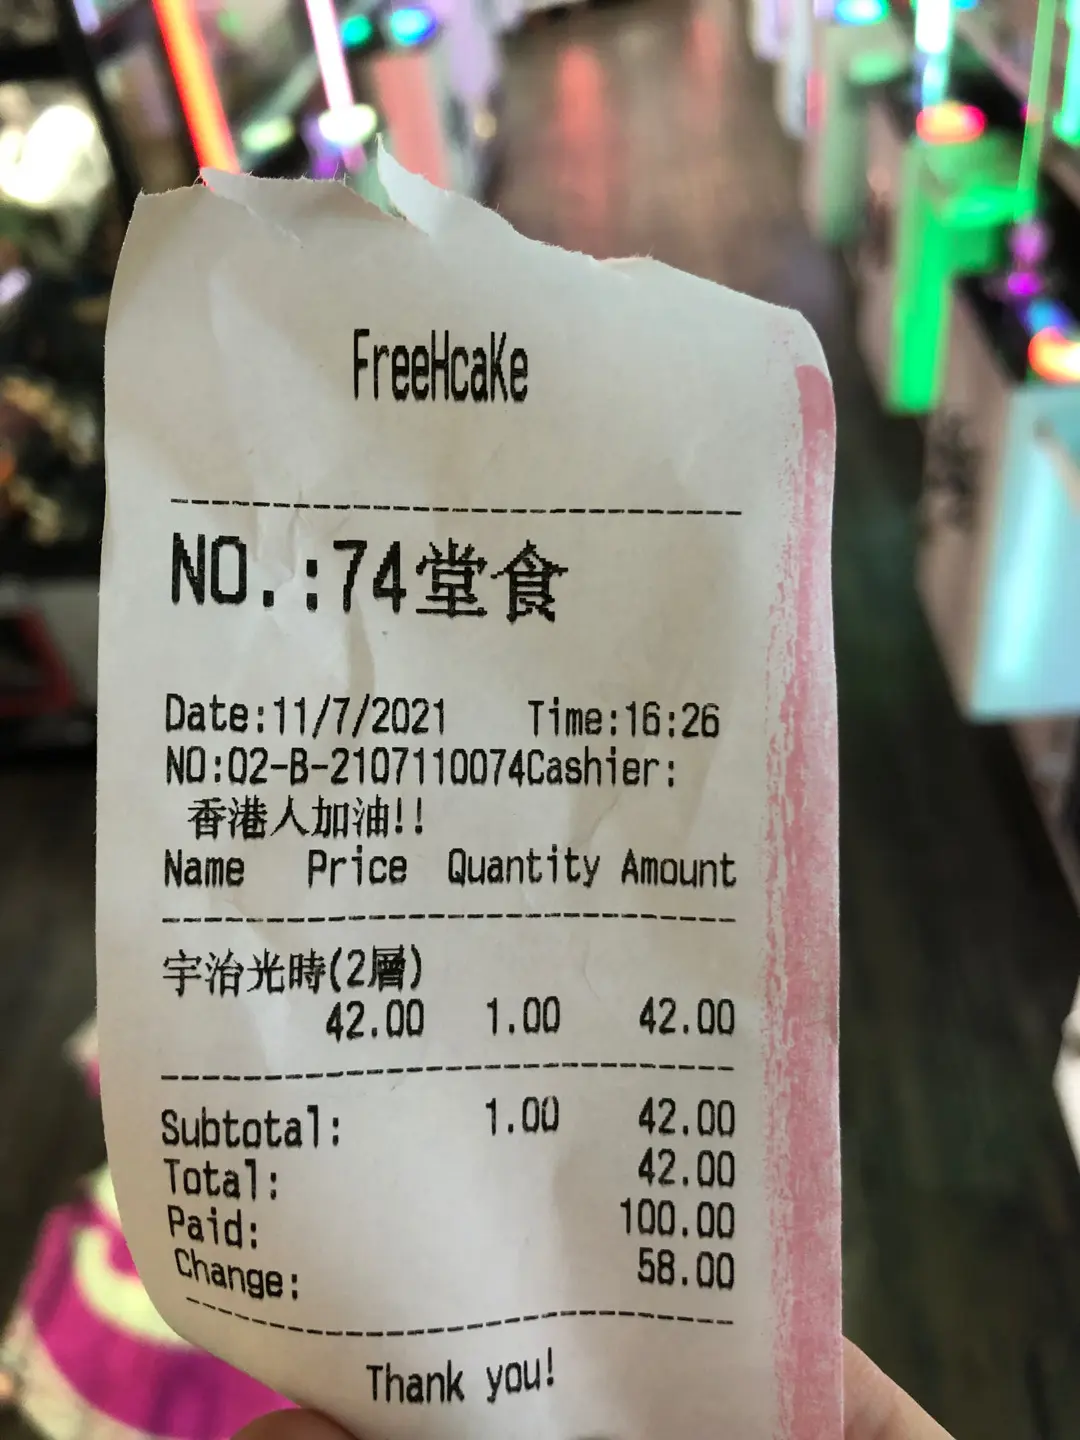 FreeHcaKe
NO.:74堂食
Date:11/7/2021 Time:16:26
NO:02-B-2107110074Cashier:
香港人加油!!
Name Price Quantity Amount
宇治光時(2層)
42.00 1.00 42.00
Subtotal: 1.00 42.00
Total: 42.00
Paid: 100.00
Change: 58.00
Thank you!